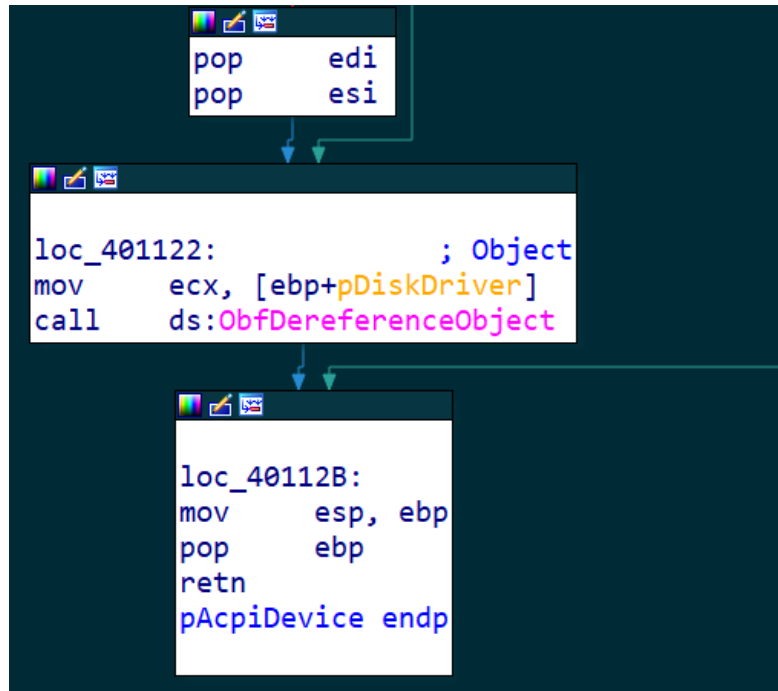 pop edi
pop esi
loc_401122: ; Object
mov ecx, [ebp+pDiskDriver]
call ds:ObfDereferenceObject
loc_40112B:
mov esp, ebp
pop ebp
retn
pAcpiDevice endp